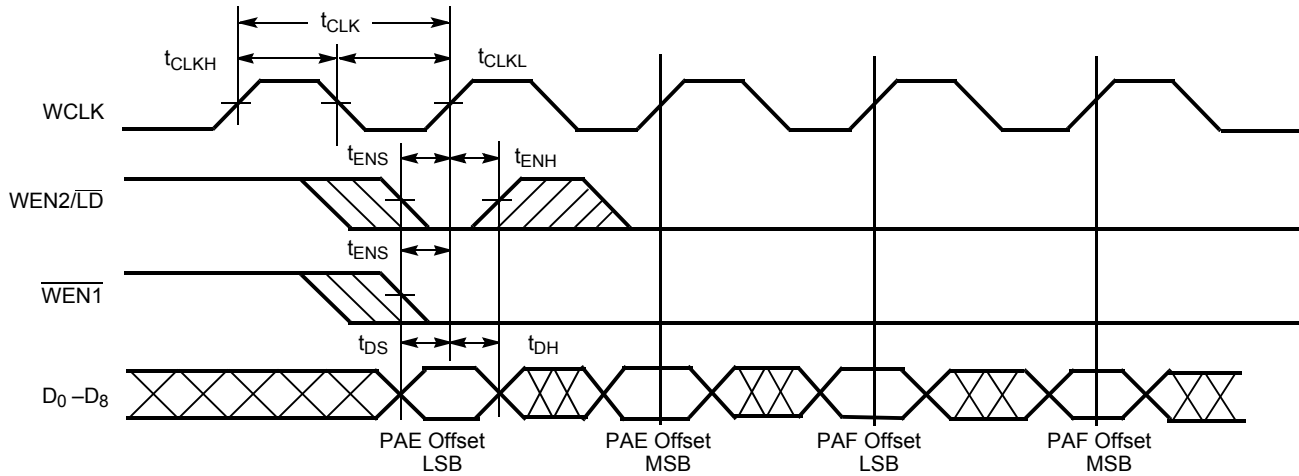 tCLK
tCLKH
tCLKL
WCLK
tENS
tENH
WEN2/LD
tENS
WEN1
tDS
tDH
D0 –D8
PAE Offset
LSB
PAE Offset
MSB
PAF Offset
LSB
PAF Offset
MSB